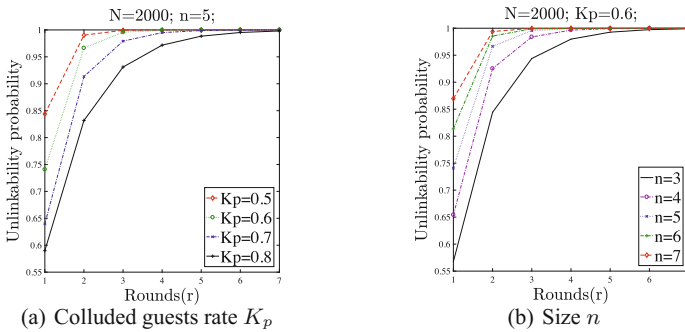 N=2000; n=5;
Unlinkability probability
1
0.95
0.9
0.85
0.8
0.75
0.7
0.65
0.6
0.55
1 2 3 4 5 6 7
Rounds(r)
Kp=0.5
Kp=0.6
Kp=0.7
Kp=0.8
(a) Colluded guests rate K_p
N=2000; Kp=0.6;
Unlinkability probability
1
0.95
0.9
0.85
0.8
0.75
0.7
0.65
0.6
0.55
1 2 3 4 5 6
Rounds(r)
n=3
n=4
n=5
n=6
n=7
(b) Size n